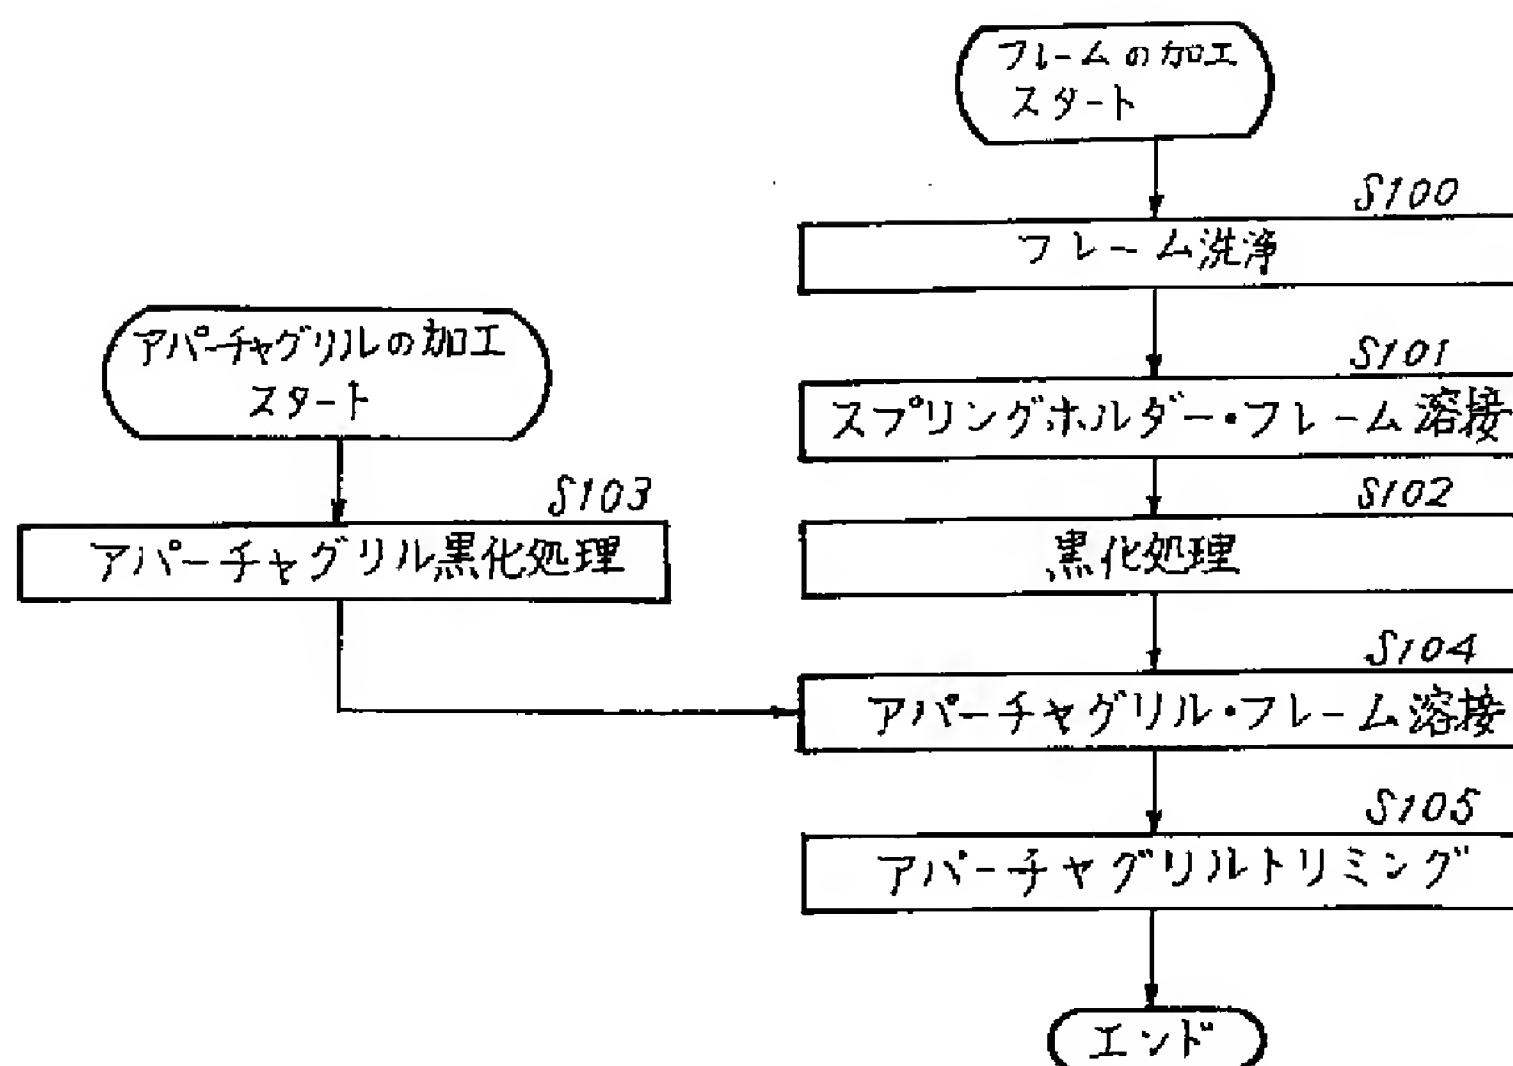 フレームの加工
スタート
S100
フレーム洗浄
S101
スプリングホルダー・フレーム溶接
S102
黒化処理
アパーチャグリルの加工
スタート
S103
アパーチャグリル黒化処理
S104
アパーチャグリル・フレーム溶接
S105
アパーチャグリルトリミング
エンド